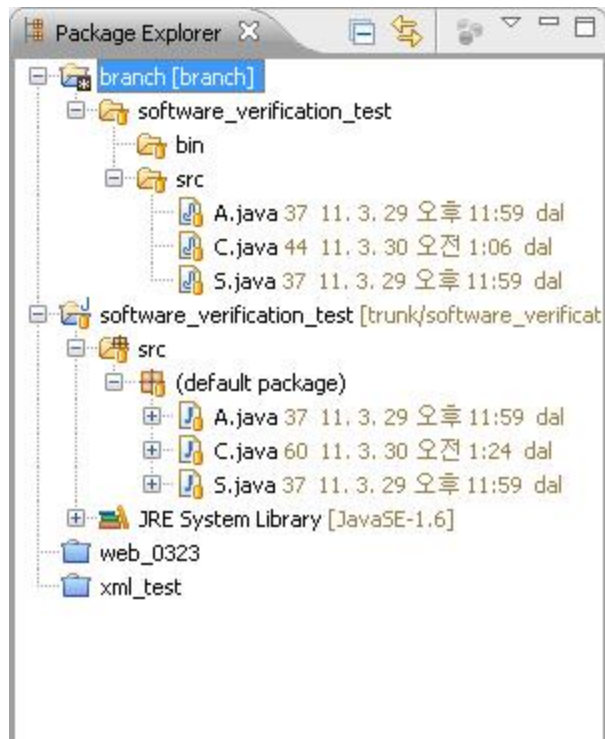 Package Explorer
branch [branch]
software_verification_test
bin
src
A.java 37 11. 3. 29 오후 11:59 dal
C.java 44 11. 3. 30 오전 1:06 dal
S.java 37 11. 3. 29 오후 11:59 dal
software_verification_test [trunk/software_verificat
src
(default package)
A.java 37 11. 3. 29 오후 11:59 dal
C.java 60 11. 3. 30 오전 1:24 dal
S.java 37 11. 3. 29 오후 11:59 dal
JRE System Library [JavaSE-1.6]
web_0323
xml_test